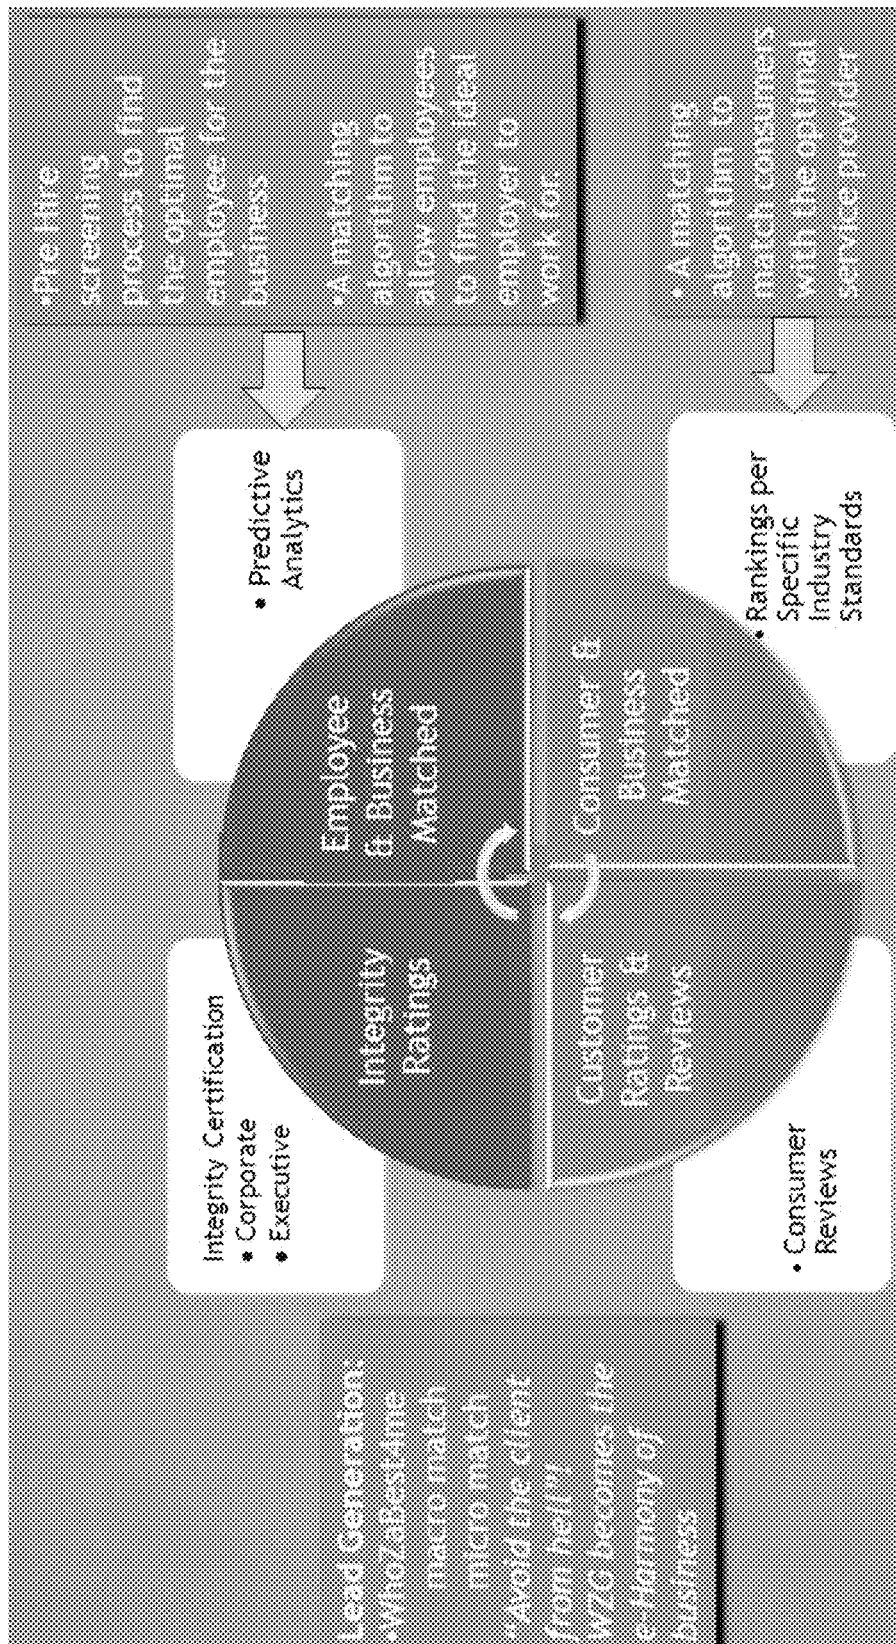 Lead Generation:
•WhoZaBest4me
macro match
micro match
"Avoid the client
from hell"!
WZG becomes the
e-Harmony of
business
Integrity Certification
• Corporate
• Executive
• Predictive
Analytics
•Pre Hire
screening
process to find
the optimal
employee for the
business
•A matching
algorithm to
allow employees
to find the ideal
employer to
work for.
Integrity
Ratings
Employee
& Business
Matched
Customer
Ratings &
Reviews
Consumer &
Business
Matched
• Consumer
Reviews
• Rankings per
Specific
Industry
Standards
• A matching
algorithm to
match consumers
with the optimal
service provider